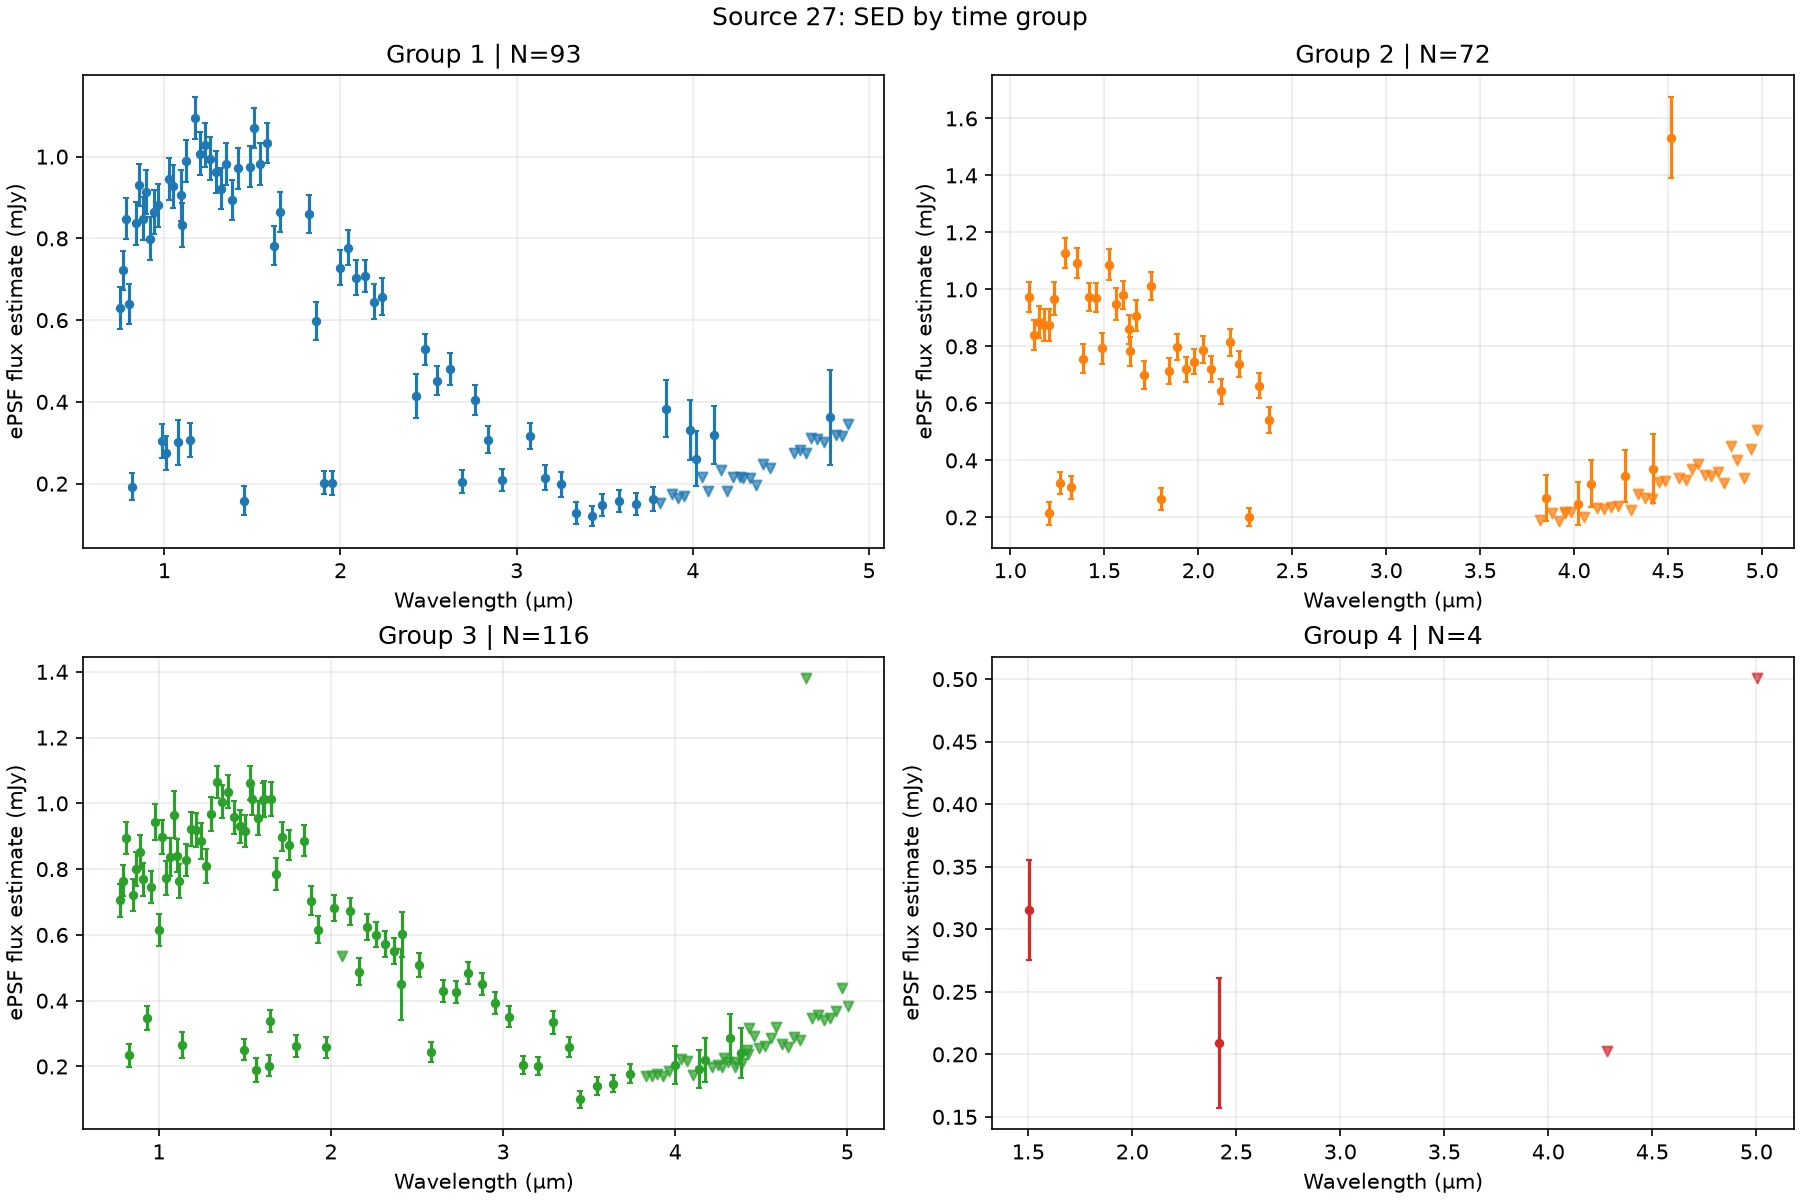 Source 27: SED by time group
Group 1 | N=93
ePSF flux estimate (mJy)
1.0
0.8
0.6
0.4
0.2
1 2 3 4 5
Wavelength (μm)
Group 2 | N=72
ePSF flux estimate (mJy)
1.6
1.4
1.2
1.0
0.8
0.6
0.4
0.2
1.0 1.5 2.0 2.5 3.0 3.5 4.0 4.5 5.0
Wavelength (μm)
Group 3 | N=116
ePSF flux estimate (mJy)
1.4
1.2
1.0
0.8
0.6
0.4
0.2
1 2 3 4 5
Wavelength (μm)
Group 4 | N=4
ePSF flux estimate (mJy)
0.50
0.45
0.40
0.35
0.30
0.25
0.20
0.15
1.5 2.0 2.5 3.0 3.5 4.0 4.5 5.0
Wavelength (μm)